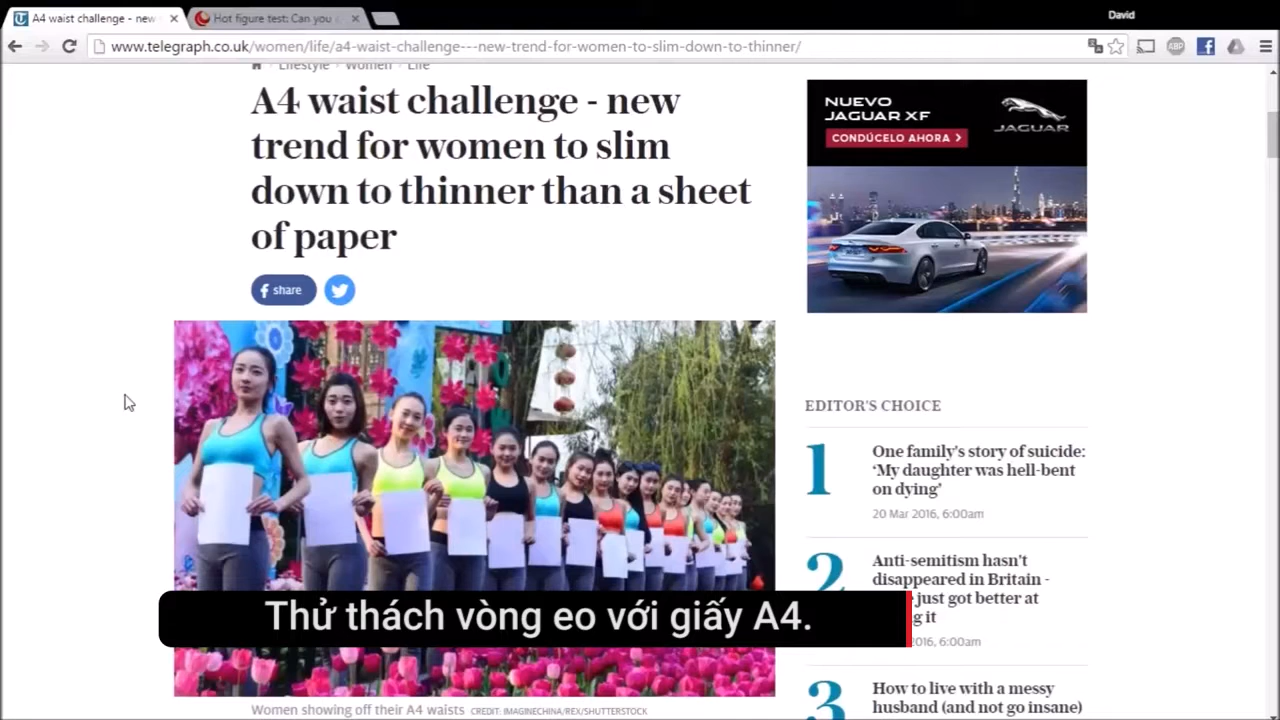 A4 waist challenge - new
Hot figure test: Can you
David
www.telegraph.co.uk/women/life/a4-waist-challenge---new-trend-for-women-to-slim-down-to-thinner/
ABP
Lifestyle Women Life
A4 waist challenge - new
trend for women to slim
down to thinner than a sheet
of paper
share
NUEVO
JAGUAR XF
CONDÚCELO AHORA
JAGUAR
EDITOR'S CHOICE
1
One family's story of suicide:
‘My daughter was hell-bent
on dying’
20 Mar 2016, 6:00am
2
Anti-semitism hasn't
disappeared in Britain -
just got better at
it
2016, 6:00am
3
How to live with a messy
husband (and not go insane)
Thử thách vòng eo với giấy A4.
Women showing off their A4 waists CREDIT: IMAGINECHINA/REX/SHUTTERSTOCK